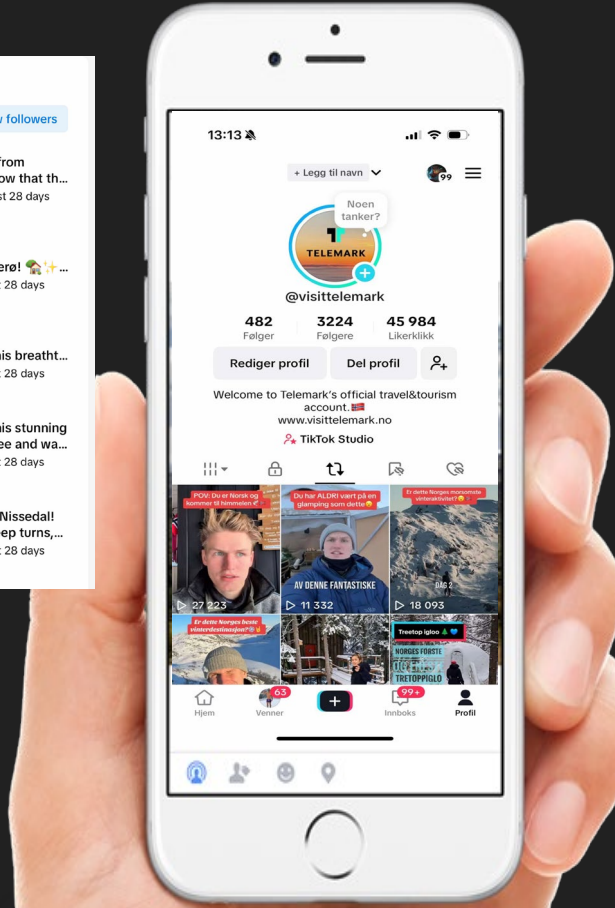 followers
from
ow that th...
st 28 days
erø! 🏡✨...
t 28 days
his breatht...
t 28 days
his stunning
ee and wa...
t 28 days
Nissedal!
eep turns,...
t 28 days
13:13
+ Legg til navn
99
Noen
tanker?
TELEMARK
@visittelemark
482 3224 45 984
Følger Følgere Likerklikk
Rediger profil Del profil
Welcome to Telemark's official travel&tourism
account.🇳🇴
www.visittelemark.no
TikTok Studio
POV: Du er Norsk og
kommer til himmelen
27 223
Du har ALDRI vært på en
glamping som dette😮
AV DENNE FANTASTISKE
11 332
Er dette Norges morsomste
vinteraktivitet?
DAG 2
18 093
Er dette Norges beste
vinterdestinasjon?
Treetop igloo 🌲💙
NORGES FØRSTE
TRETOPPIGLO
63 99+
Hjem Venner Innboks Profil